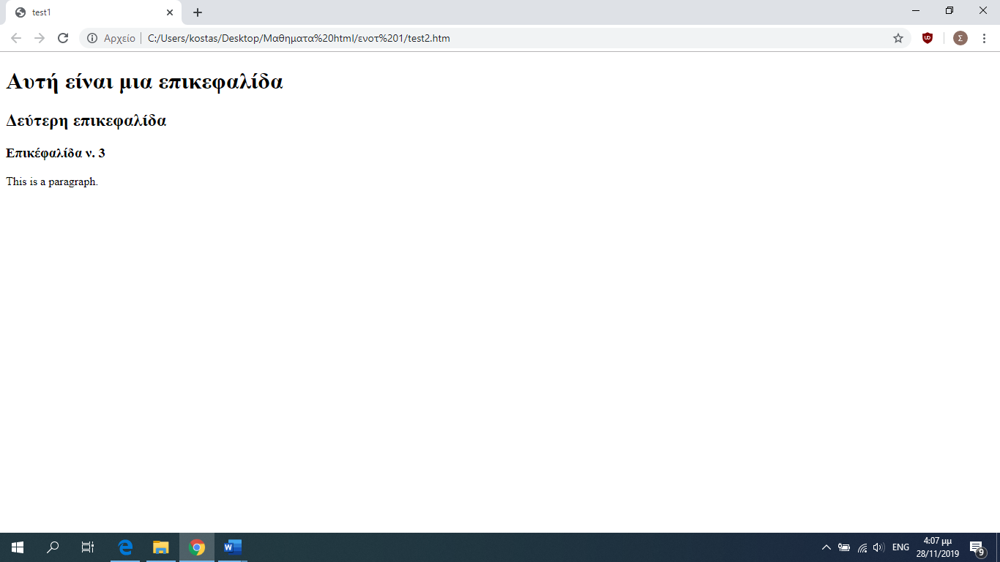 test1
Αρχείο
C:/Users/kostas/Desktop/Μαθηματα%20html/ενοτ%201/test2.htm
Σ
Αυτή είναι μια επικεφαλίδα
Δεύτερη επικεφαλίδα
Επικέφαλίδα ν. 3
This is a paragraph.
ENG
4:07 μμ
28/11/2019
9